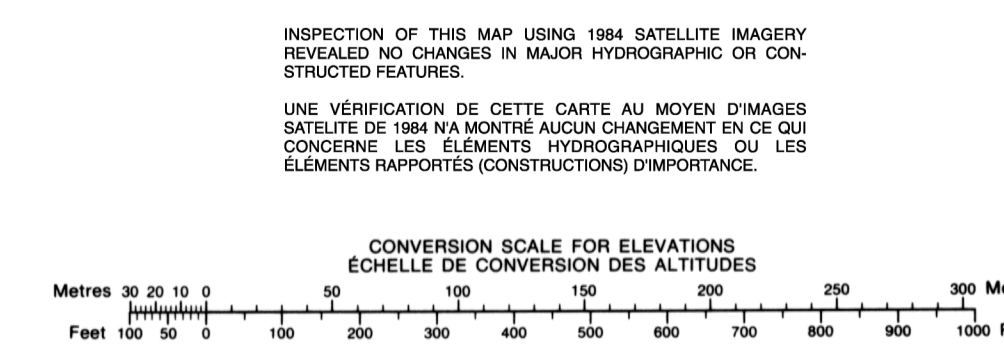 INSPECTION OF THIS MAP USING 1984 SATELLITE IMAGERY
REVEALED NO CHANGES IN MAJOR HYDROGRAPHIC OR CON-
STRUCTED FEATURES.
UNE VÉRIFICATION DE CETTE CARTE AU MOYEN D'IMAGES
SATELITE DE 1984 N'A MONTRÉ AUCUN CHANGEMENT EN CE QUI
CONCERNE LES ÉLÉMENTS HYDROGRAPHIQUES OU LES
ÉLÉMENTS RAPPORTÉS (CONSTRUCTIONS) D'IMPORTANCE.
CONVERSION SCALE FOR ELEVATIONS
ÉCHELLE DE CONVERSION DES ALTITUDES
Metres 30 20 10 0 50 100 150 200 250 300
Feet 100 50 0 100 200 300 400 500 600 700 800 900 1000